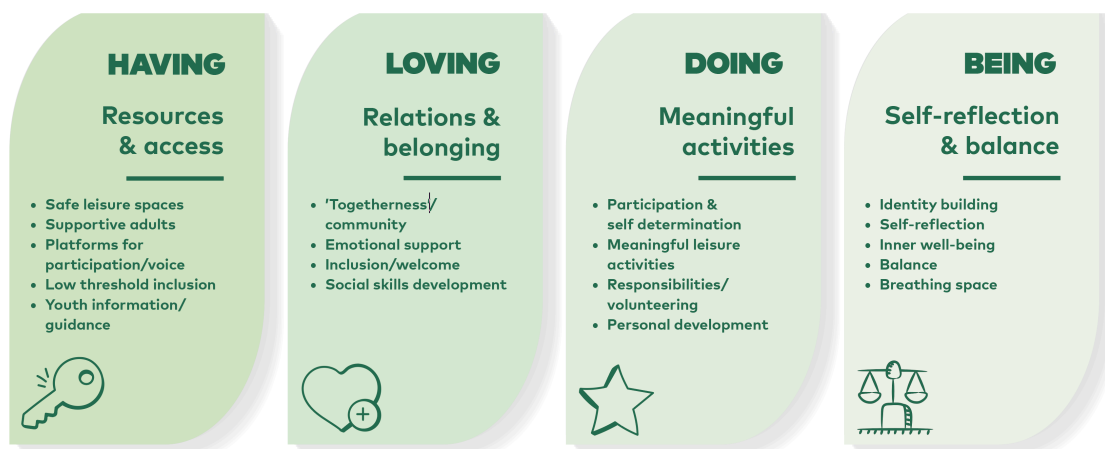 HAVING
Resources
& access
• Safe leisure spaces
• Supportive adults
• Platforms for
participation/voice
• Low threshold inclusion
• Youth information/
guidance
LOVING
Relations &
belonging
• 'Togetherness'/
community
• Emotional support
• Inclusion/welcome
• Social skills development
DOING
Meaningful
activities
• Participation &
self determination
• Meaningful leisure
activities
• Responsibilities/
volunteering
• Personal development
BEING
Self-reflection
& balance
• Identity building
• Self-reflection
• Inner well-being
• Balance
• Breathing space